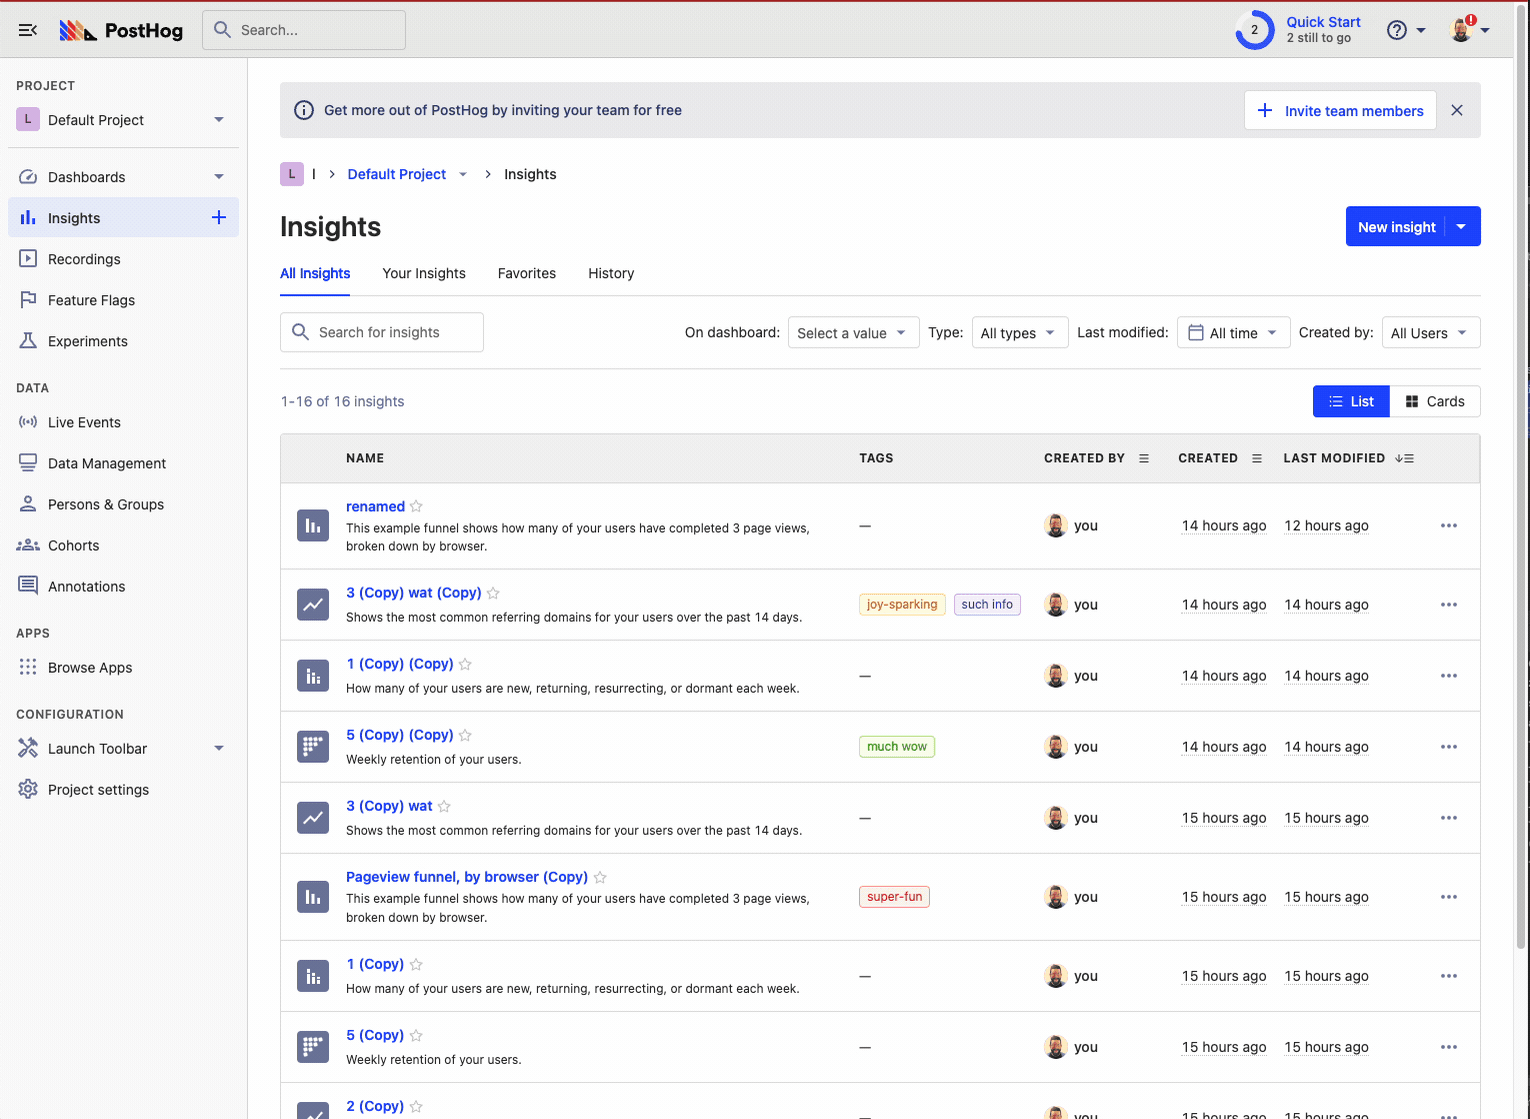 PostHog
Search...
2
Quick Start
2 still to go
PROJECT
L
Default Project
Dashboards
Insights
Recordings
Feature Flags
Experiments
DATA
Live Events
Data Management
Persons & Groups
Cohorts
Annotations
APPS
Browse Apps
CONFIGURATION
Launch Toolbar
Project settings
Get more out of PostHog by inviting your team for free
Invite team members
L l > Default Project > Insights
Insights
New insight
All Insights Your Insights Favorites History
Search for insights
On dashboard: Select a value Type: All types Last modified: All time Created by: All Users
1-16 of 16 insights
List Cards
NAME TAGS CREATED BY CREATED LAST MODIFIED
renamed
This example funnel shows how many of your users have completed 3 page views,
broken down by browser.
— you 14 hours ago 12 hours ago
3 (Copy) wat (Copy)
Shows the most common referring domains for your users over the past 14 days.
joy-sparking such info you 14 hours ago 14 hours ago
1 (Copy) (Copy)
How many of your users are new, returning, resurrecting, or dormant each week.
— you 14 hours ago 14 hours ago
5 (Copy) (Copy)
Weekly retention of your users.
much wow you 14 hours ago 14 hours ago
3 (Copy) wat
Shows the most common referring domains for your users over the past 14 days.
— you 15 hours ago 15 hours ago
Pageview funnel, by browser (Copy)
This example funnel shows how many of your users have completed 3 page views,
broken down by browser.
super-fun you 15 hours ago 15 hours ago
1 (Copy)
How many of your users are new, returning, resurrecting, or dormant each week.
— you 15 hours ago 15 hours ago
5 (Copy)
Weekly retention of your users.
— you 15 hours ago 15 hours ago
2 (Copy)
— you 15 hours ago 15 hours ago